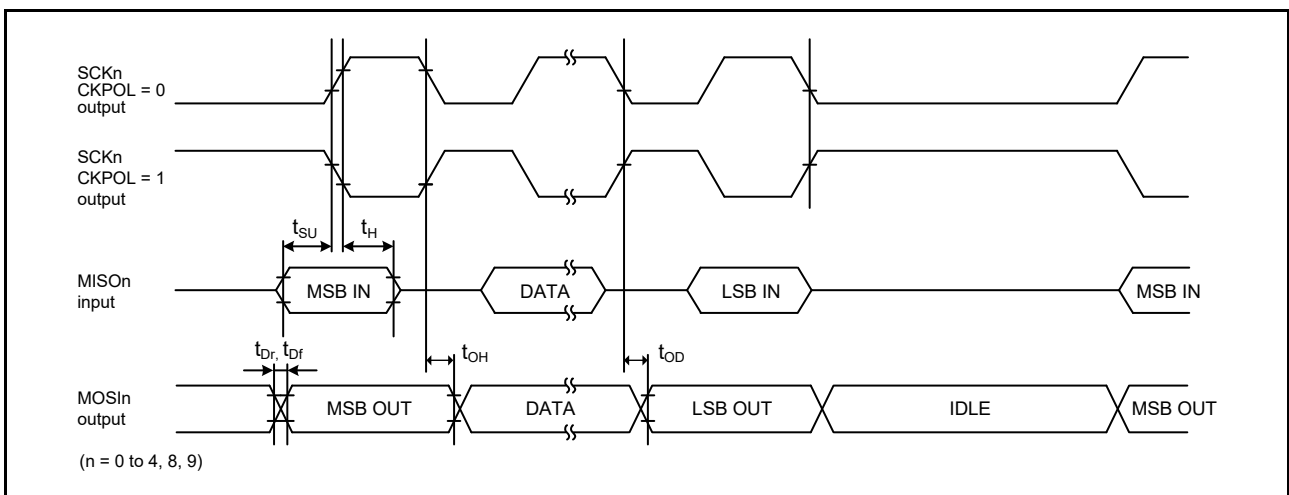 SCKn
CKPOL = 0
output
SCKn
CKPOL = 1
output
tSU tH
MISOn
input
MSB IN DATA LSB IN MSB IN
tDr, tDf tOH tOD
MOSIn
output
MSB OUT DATA LSB OUT IDLE MSB OUT
(n = 0 to 4, 8, 9)